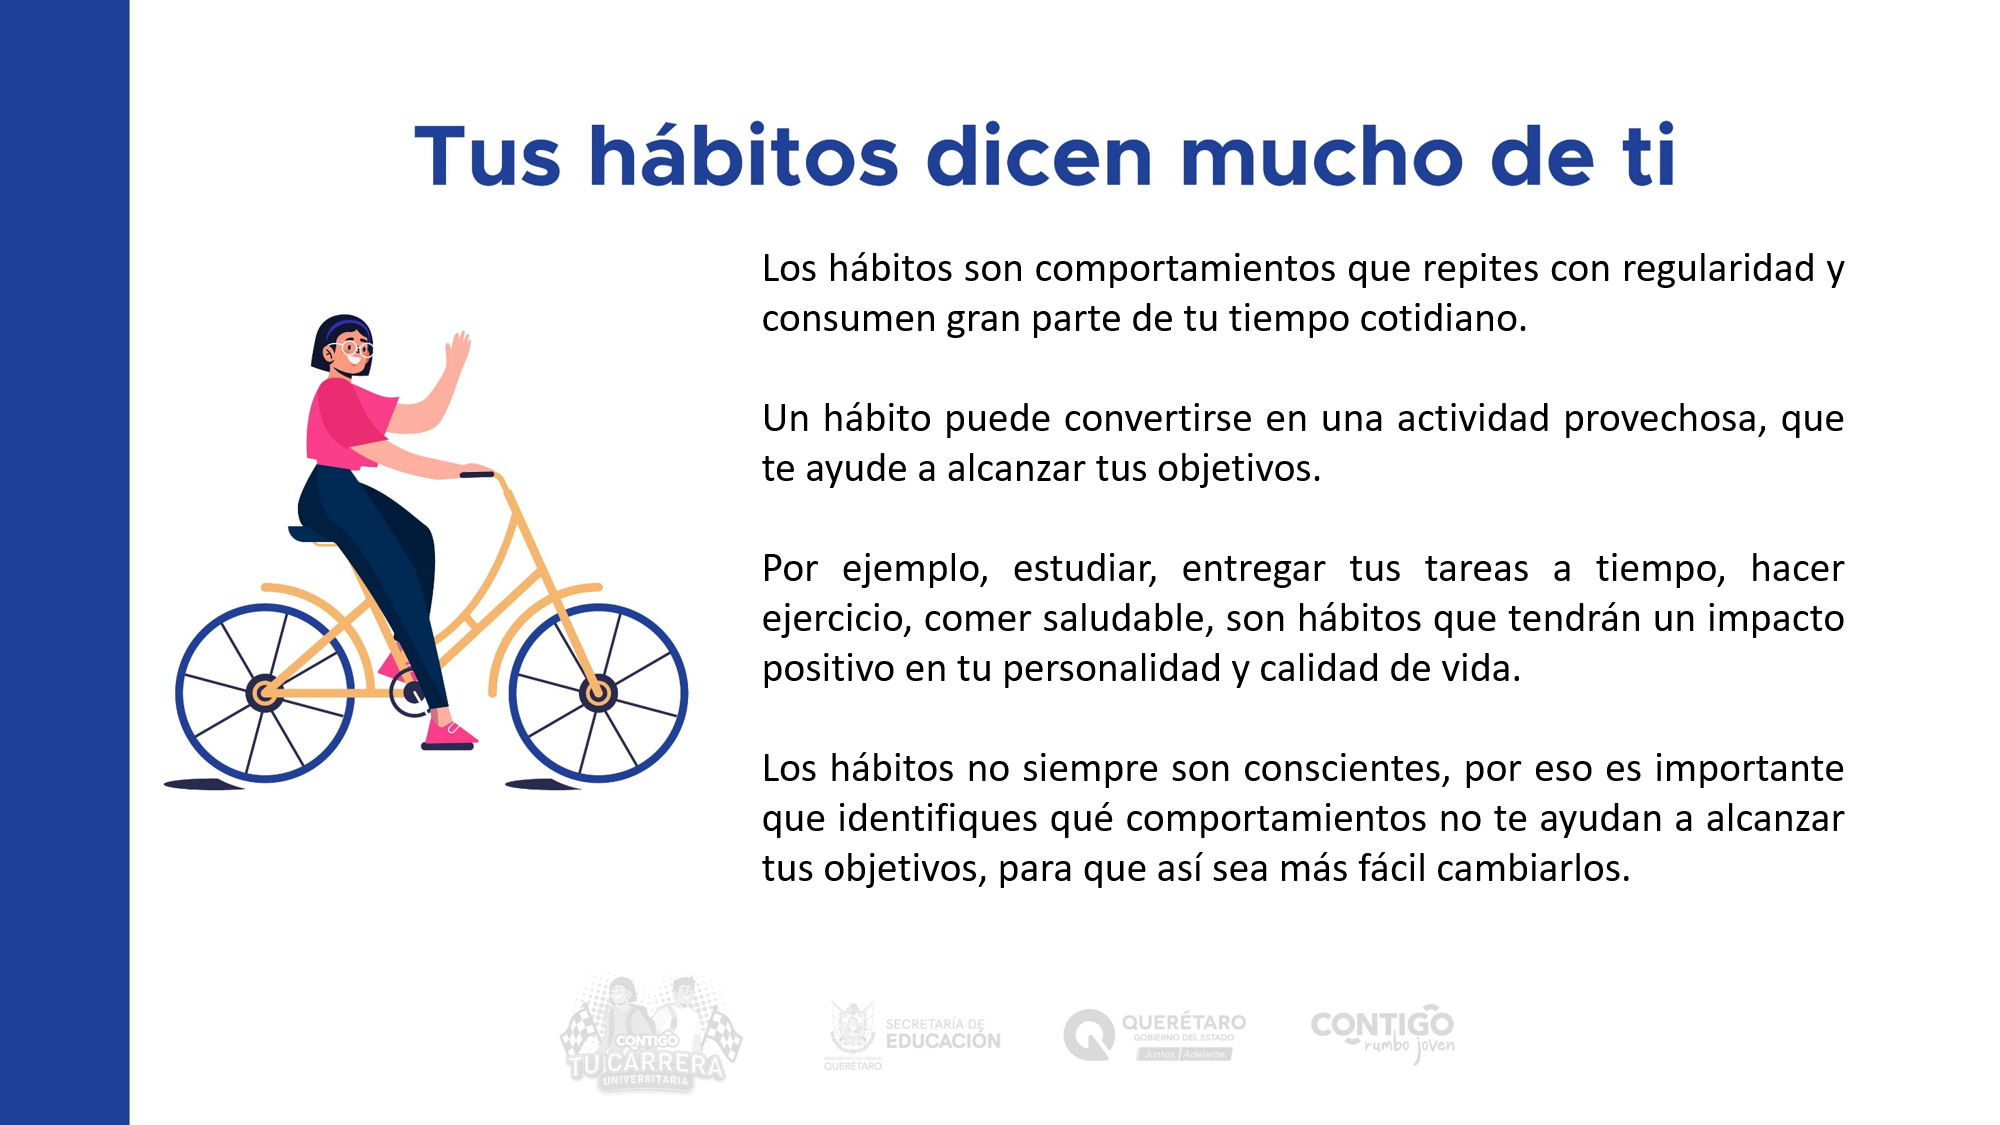 Tus hábitos dicen mucho de ti
Los hábitos son comportamientos que repites con regularidad y
consumen gran parte de tu tiempo cotidiano.
Un hábito puede convertirse en una actividad provechosa, que
te ayude a alcanzar tus objetivos.
Por ejemplo, estudiar, entregar tus tareas a tiempo, hacer
ejercicio, comer saludable, son hábitos que tendrán un impacto
positivo en tu personalidad y calidad de vida.
Los hábitos no siempre son conscientes, por eso es importante
que identifiques qué comportamientos no te ayudan a alcanzar
tus objetivos, para que así sea más fácil cambiarlos.
CONTIGO
TU CARRERA
UNIVERSITARIA
QUERÉTARO
SECRETARÍA DE
EDUCACIÓN
QUERÉTARO
GOBIERNO DEL ESTADO
Juntos, Adelante.
CONTIGO
rumbo joven